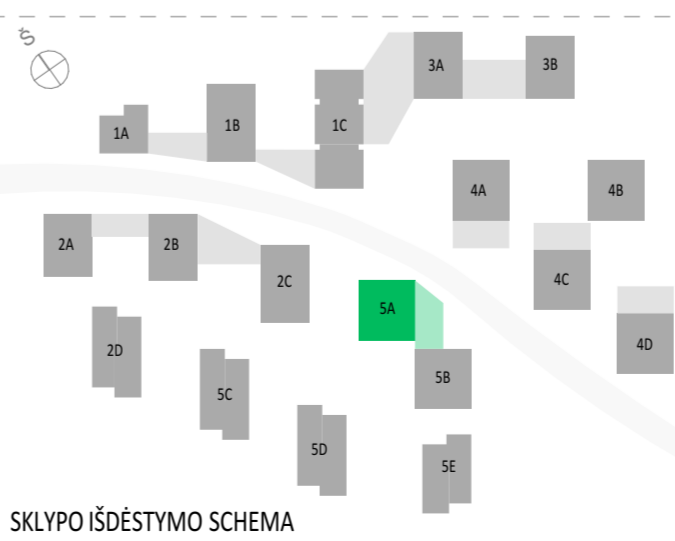 Š
3A
3B
1A
1B
1C
4A
4B
2A
2B
2C
4C
5A
4D
2D
5B
5C
5D
5E
SKLYPO IŠDĖSTYMO SCHEMA